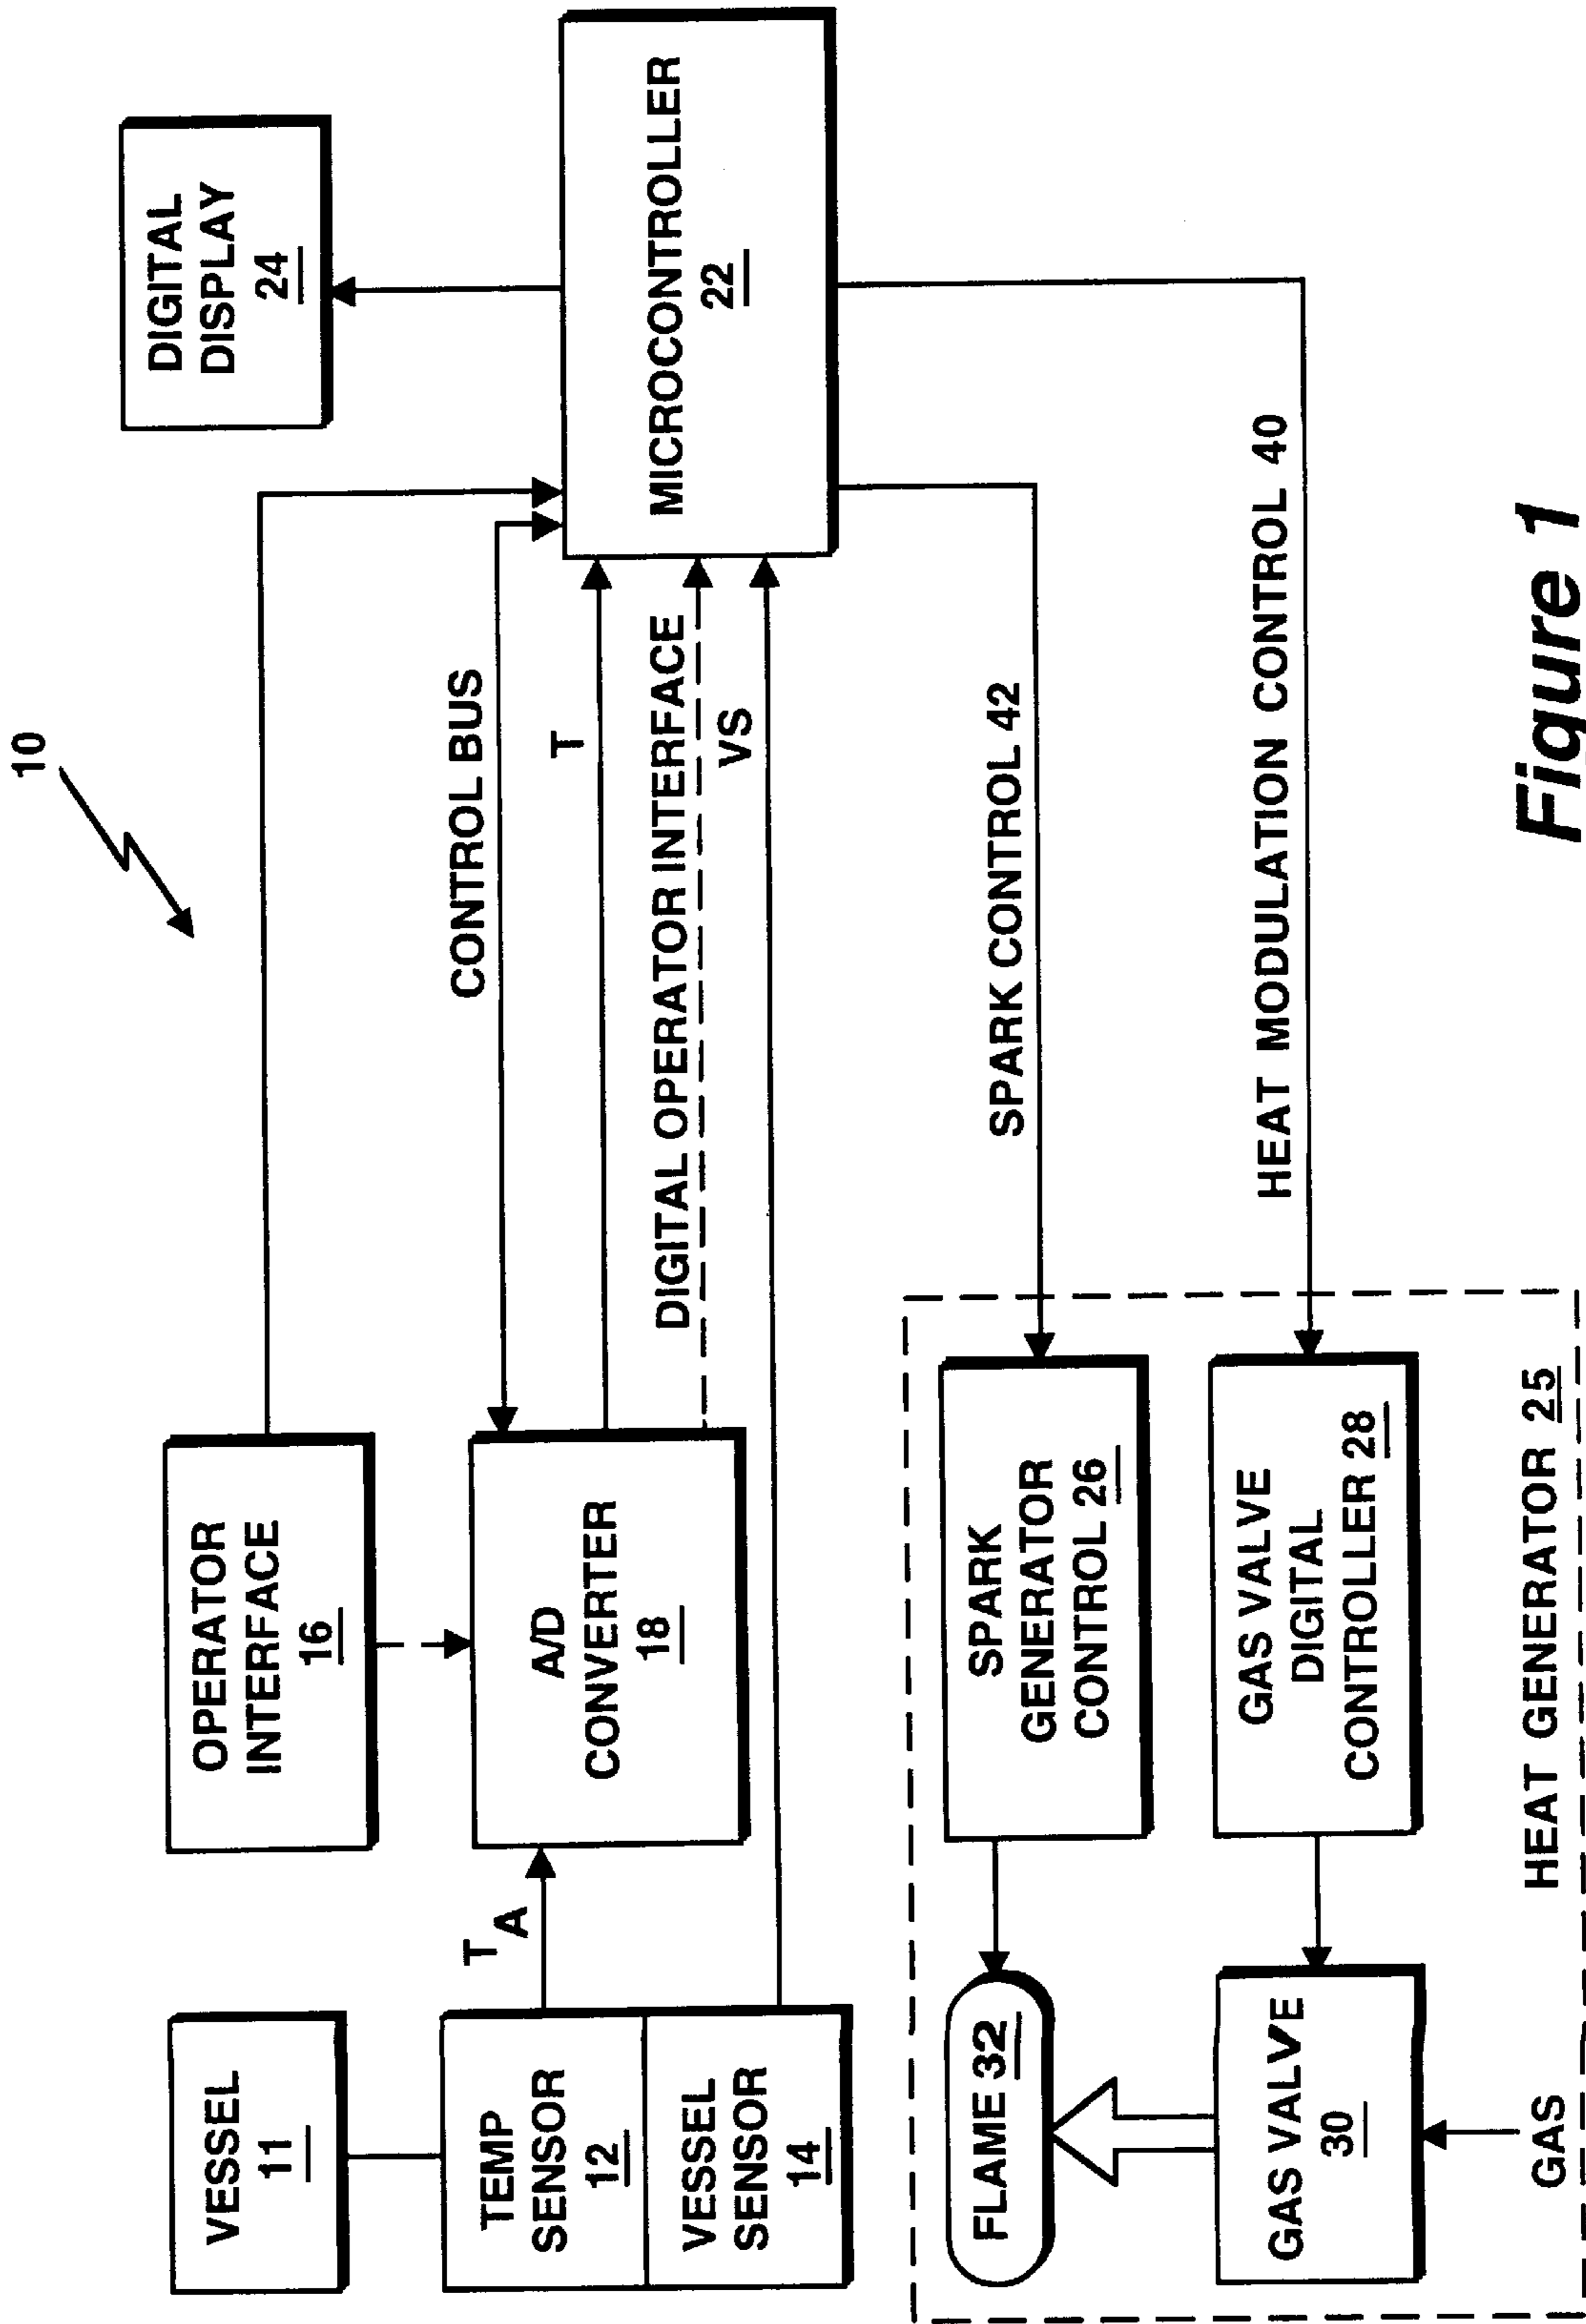 10
VESSEL
11
TEMP
SENSOR
12
VESSEL
SENSOR
14
T
A
OPERATOR
INTERFACE
16
A/D
CONVERTER
18
CONTROL BUS
T
DIGITAL OPERATOR INTERFACE
VS
DIGITAL
DISPLAY
24
MICROCONTROLLER
22
SPARK CONTROL 42
HEAT MODULATION CONTROL 40
FLAME 32
SPARK
GENERATOR
CONTROL 26
GAS VALVE
30
GAS VALVE
DIGITAL
CONTROLLER 28
GAS
HEAT GENERATOR 25
Figure 1